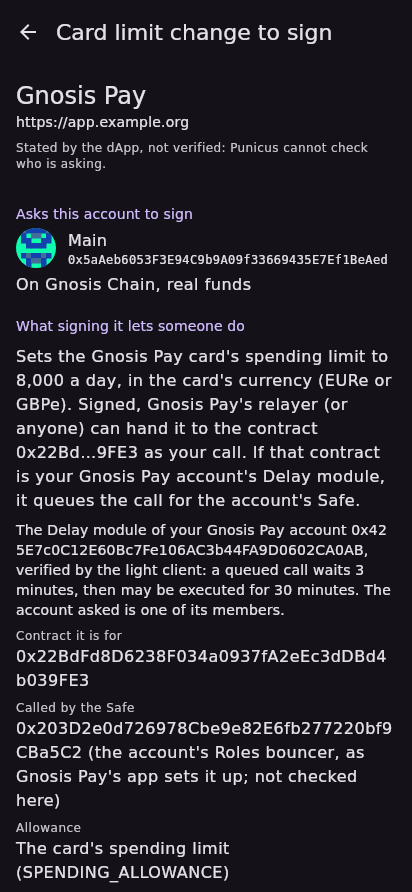 Card limit change to sign
Gnosis Pay
https://app.example.org
Stated by the dApp, not verified: Punicus cannot check
who is asking.
Asks this account to sign
Main
0x5aAeb6053F3E94C9b9A09f33669435E7Ef1BeAed
On Gnosis Chain, real funds
What signing it lets someone do
Sets the Gnosis Pay card's spending limit to
8,000 a day, in the card's currency (EURe or
GBPe). Signed, Gnosis Pay's relayer (or
anyone) can hand it to the contract
0x22Bd…9FE3 as your call. If that contract
is your Gnosis Pay account's Delay module,
it queues the call for the account's Safe.
The Delay module of your Gnosis Pay account 0x42
5E7c0C12E60Bc7Fe106AC3b44FA9D0602CA0AB,
verified by the light client: a queued call waits 3
minutes, then may be executed for 30 minutes. The
account asked is one of its members.
Contract it is for
0x22BdFd8D6238F034a0937fA2eEc3dDBd4
b039FE3
Called by the Safe
0x203D2e0d726978Cbe9e82E6fb277220bf9
CBa5C2 (the account's Roles bouncer, as
Gnosis Pay's app sets it up; not checked
here)
Allowance
The card's spending limit
(SPENDING_ALLOWANCE)